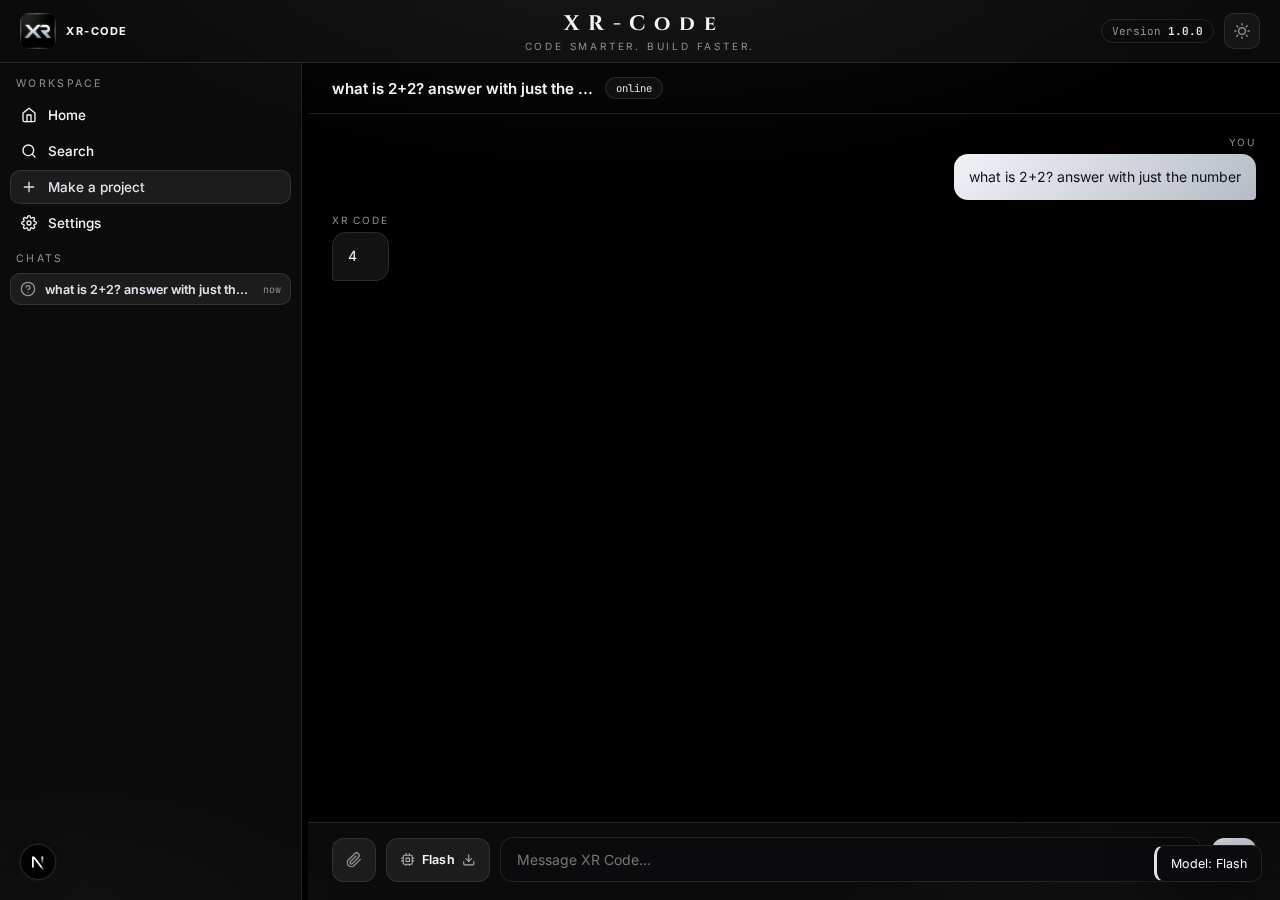 XR
XR-CODE
XR-CODE
CODE SMARTER. BUILD FASTER.
Version 1.0.0
WORKSPACE
Home
Search
Make a project
Settings
CHATS
what is 2+2? answer with just th... now
N
what is 2+2? answer with just the ... online
YOU
what is 2+2? answer with just the number
XR CODE
4
Flash
Message XR Code...
Model: Flash